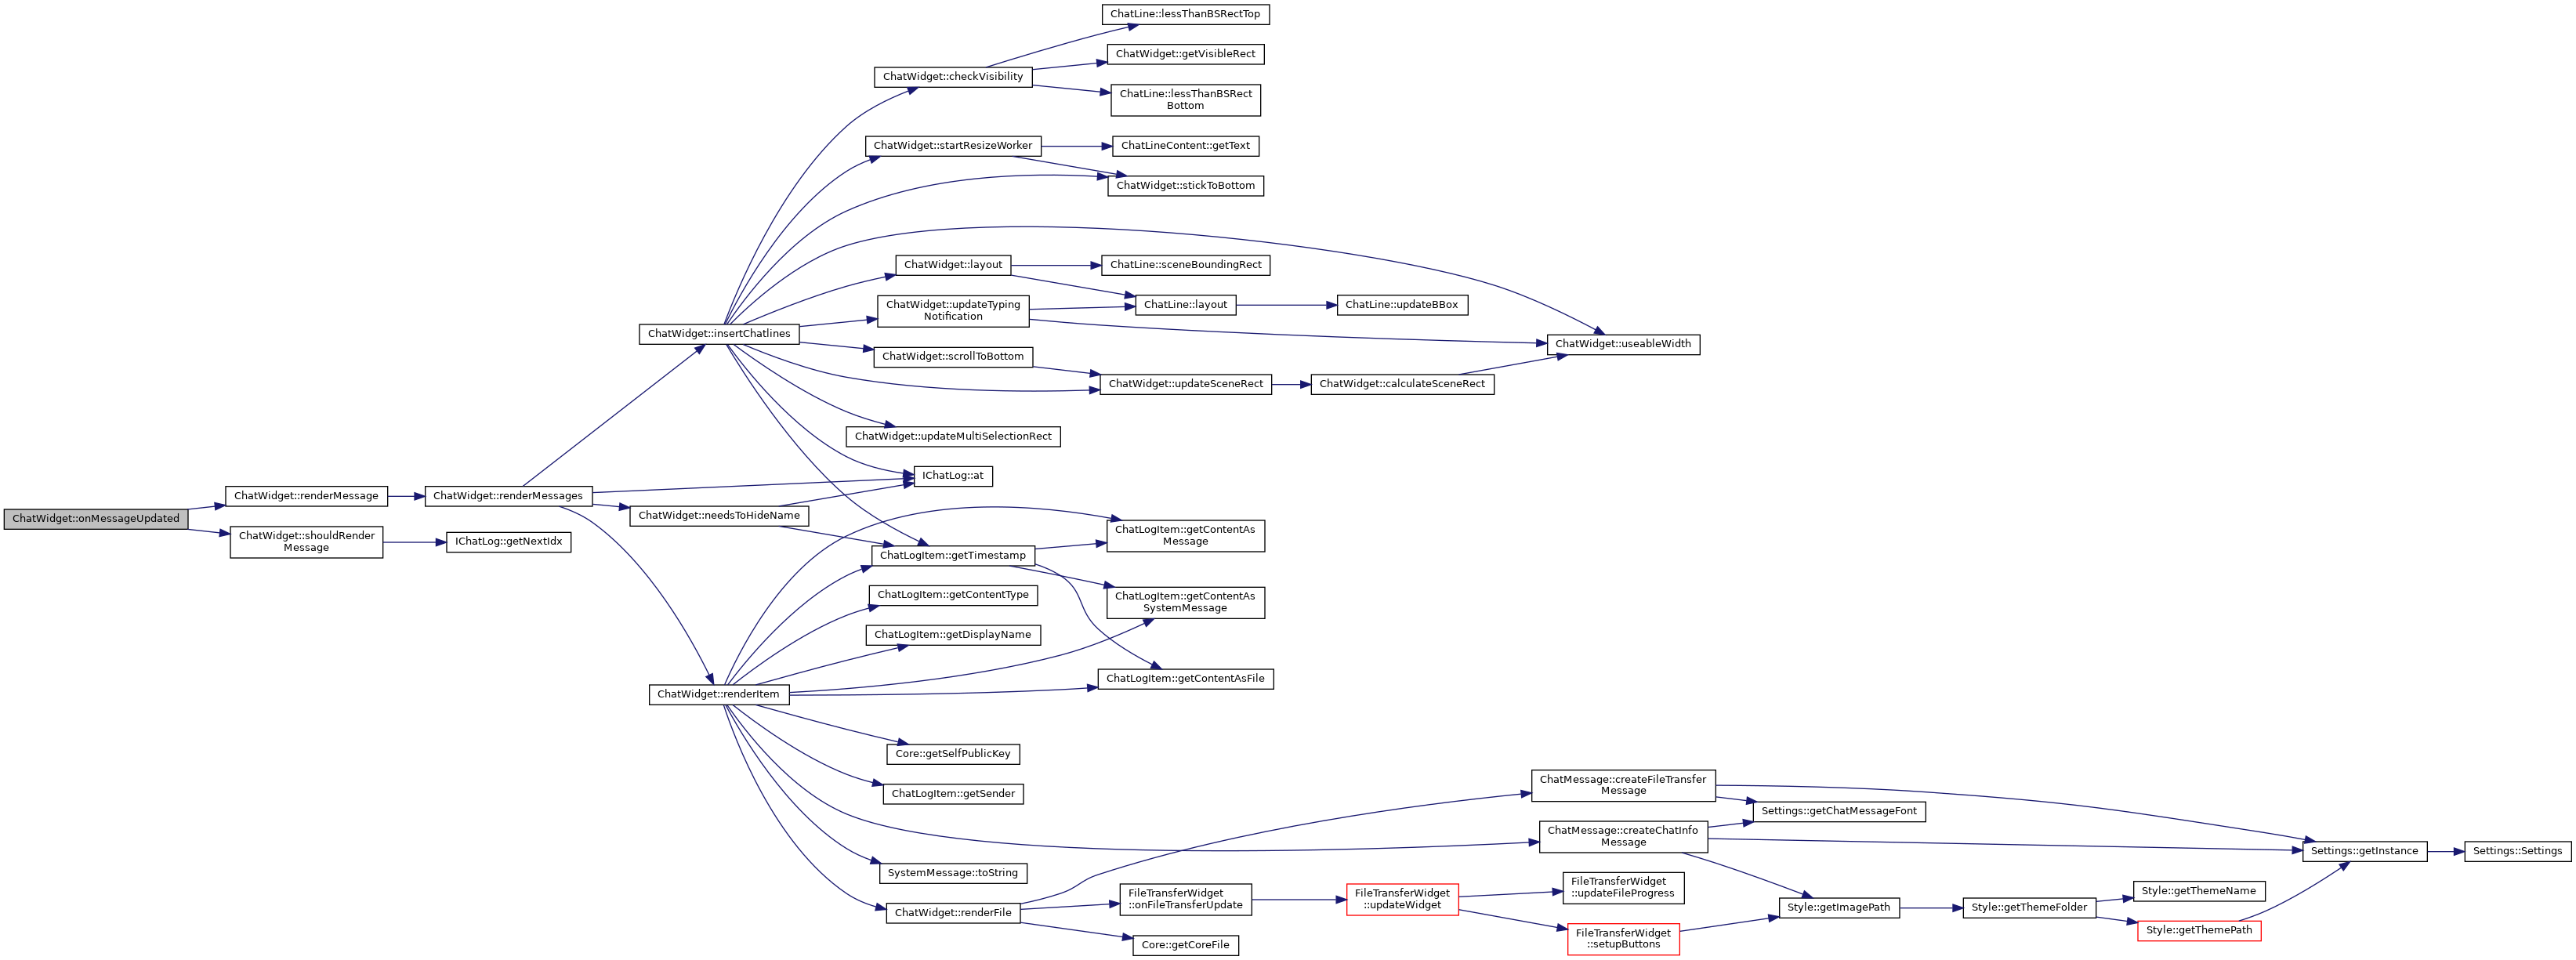 ChatLine::lessThanBSRectTop
ChatWidget::getVisibleRect
ChatWidget::checkVisibility
ChatLine::lessThanBSRect
Bottom
ChatWidget::startResizeWorker
ChatLineContent::getText
ChatWidget::stickToBottom
ChatWidget::layout
ChatLine::sceneBoundingRect
ChatWidget::updateTyping
Notification
ChatLine::layout
ChatLine::updateBBox
ChatWidget::insertChatlines
ChatWidget::useableWidth
ChatWidget::scrollToBottom
ChatWidget::updateSceneRect
ChatWidget::calculateSceneRect
ChatWidget::updateMultiSelectionRect
IChatLog::at
ChatWidget::renderMessage
ChatWidget::renderMessages
ChatWidget::onMessageUpdated
ChatWidget::needsToHideName
ChatWidget::shouldRender
Message
IChatLog::getNextIdx
ChatLogItem::getContentAs
Message
ChatLogItem::getTimestamp
ChatLogItem::getContentType
ChatLogItem::getContentAs
SystemMessage
ChatLogItem::getDisplayName
ChatLogItem::getContentAsFile
ChatWidget::renderItem
Core::getSelfPublicKey
ChatLogItem::getSender
ChatMessage::createFileTransfer
Message
Settings::getChatMessageFont
ChatMessage::createChatInfo
Message
Settings::getInstance
Settings::Settings
SystemMessage::toString
FileTransferWidget
::updateFileProgress
FileTransferWidget
::onFileTransferUpdate
FileTransferWidget
::updateWidget
Style::getThemeName
ChatWidget::renderFile
Style::getImagePath
Style::getThemeFolder
Style::getThemePath
FileTransferWidget
::setupButtons
Core::getCoreFile